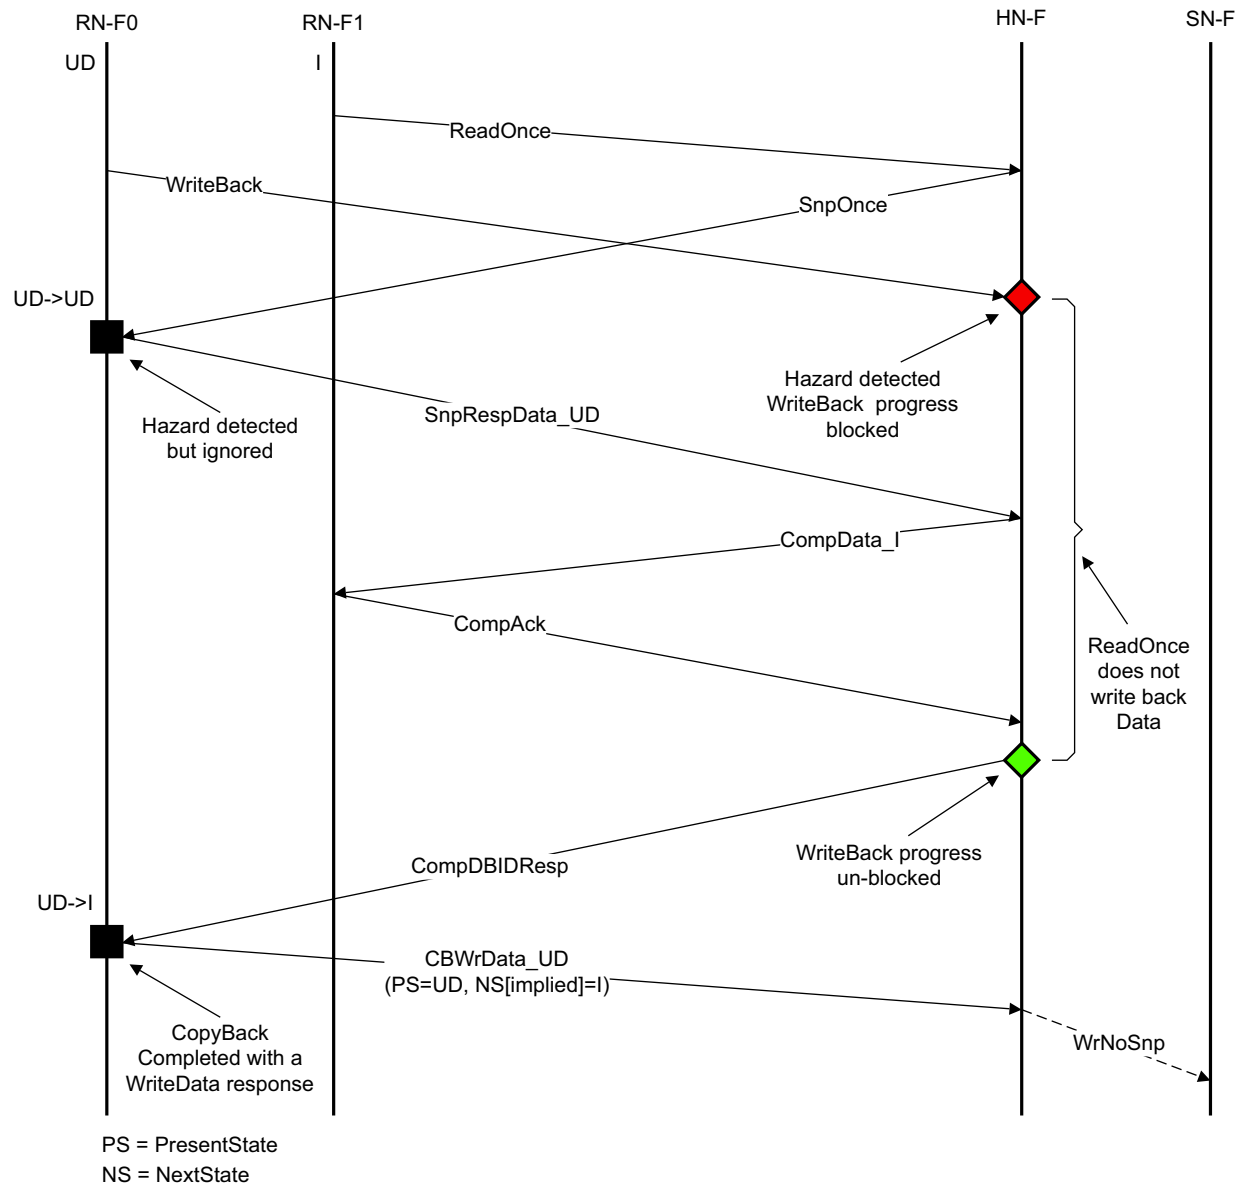 RN-F0
RN-F1
HN-F
SN-F
UD
I
ReadOnce
WriteBack
SnpOnce
UD->UD
Hazard detected
WriteBack progress
blocked
Hazard detected
but ignored
SnpRespData_UD
CompData_I
CompAck
ReadOnce
does not
write back
Data
WriteBack progress
un-blocked
CompDBIDResp
UD->I
CBWrData_UD
(PS=UD, NS[implied]=I)
CopyBack
Completed with a
WriteData response
WrNoSnp
PS = PresentState
NS = NextState